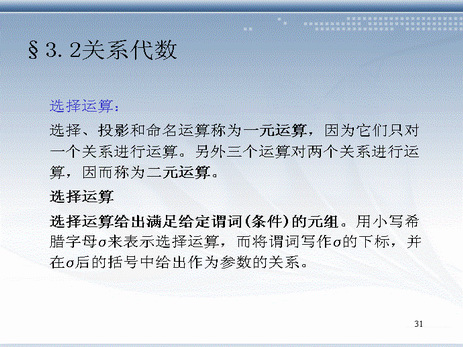 §3.2关系代数
选择运算：
选择、投影和命名运算称为一元运算，因为它们只对
一个关系进行运算。另外三个运算对两个关系进行运
算，因而称为二元运算。
选择运算
选择运算给出满足给定谓词(条件)的元组。用小写希
腊字母σ来表示选择运算，而将谓词写作σ的下标，并
在σ后的括号中给出作为参数的关系。
31